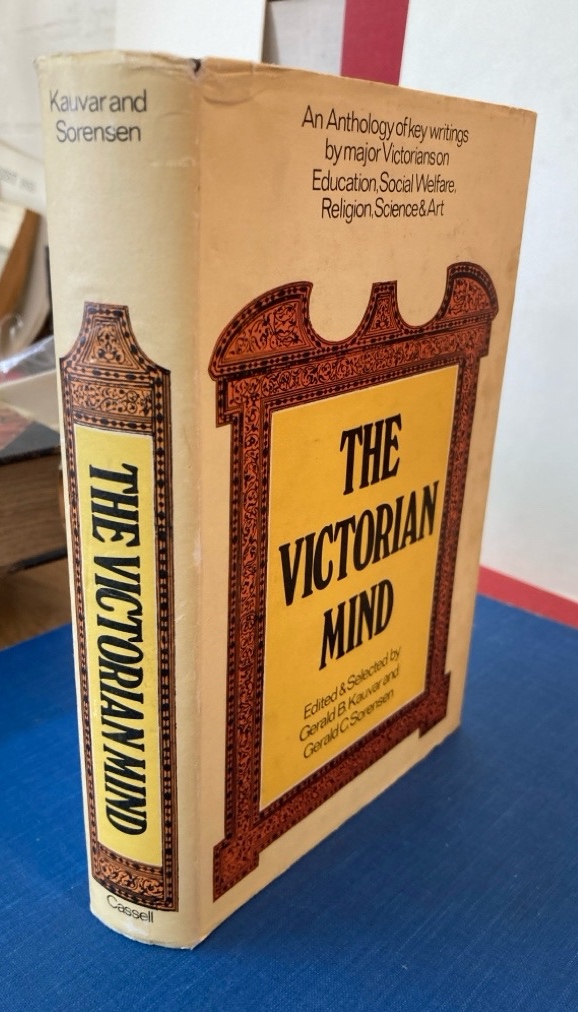 Kauvar and
Sorensen
THE VICTORIAN MIND
Cassell
An Anthology of key writings
by major Victorians on
Education, Social Welfare,
Religion, Science & Art
THE
VICTORIAN
MIND
Edited & Selected by
Gerald B. Kauvar and
Gerald C. Sorensen